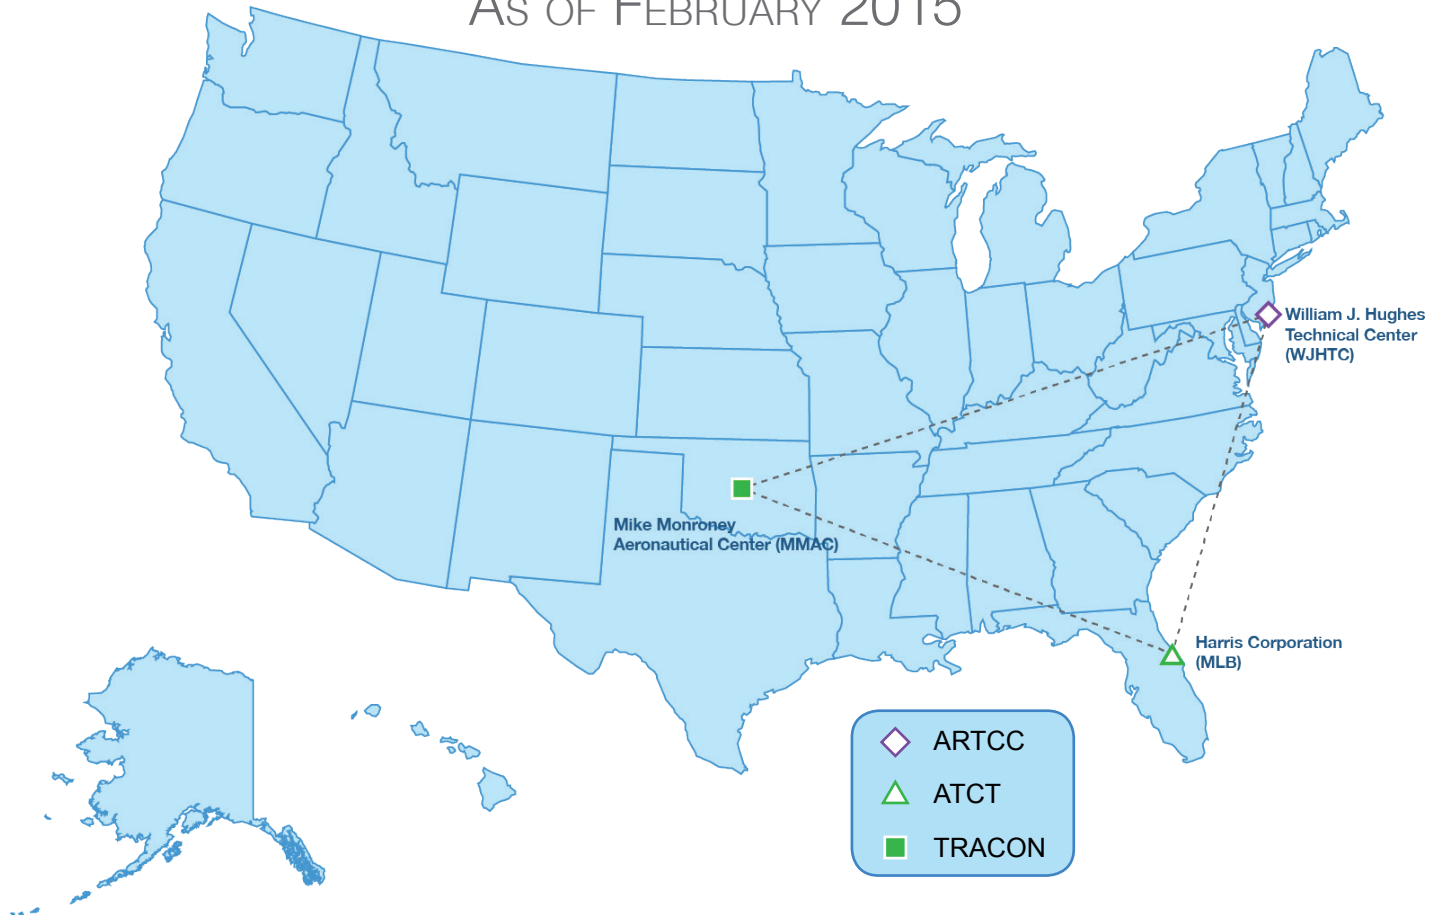 AS OF FEBRUARY 2015
William J. Hughes
Technical Center
(WJHTC)
Mike Monroney
Aeronautical Center (MMAC)
Harris Corporation
(MLB)
ARTCC
ATCT
TRACON